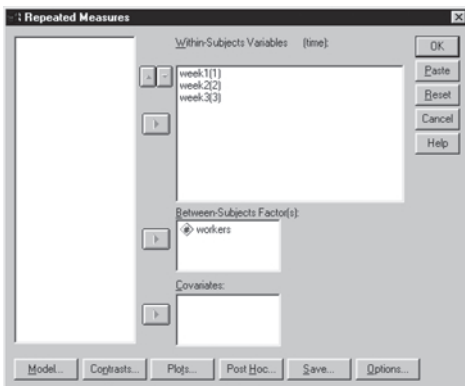 Repeated Measures
Within-Subjects Variables (time):
week1(1)
week2(2)
week3(3)
OK
Paste
Reset
Cancel
Help
Between-Subjects Factor(s):
workers
Covariates:
Model...
Contrasts...
Plots...
Post Hoc...
Save...
Options...